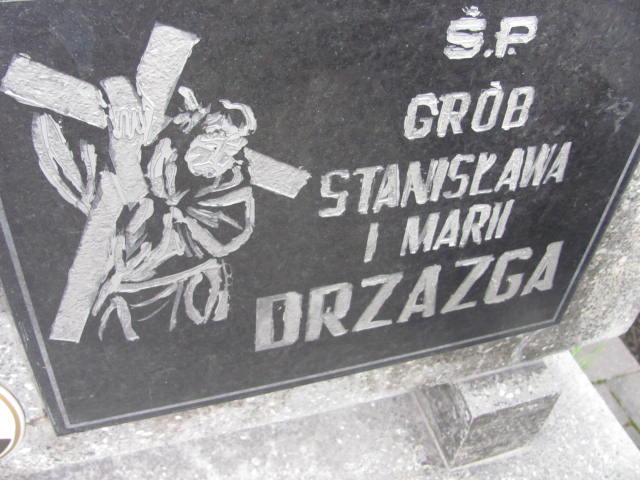 Ś.P.
GRÓB
STANISŁAWA
I MARII
DRZAZGA